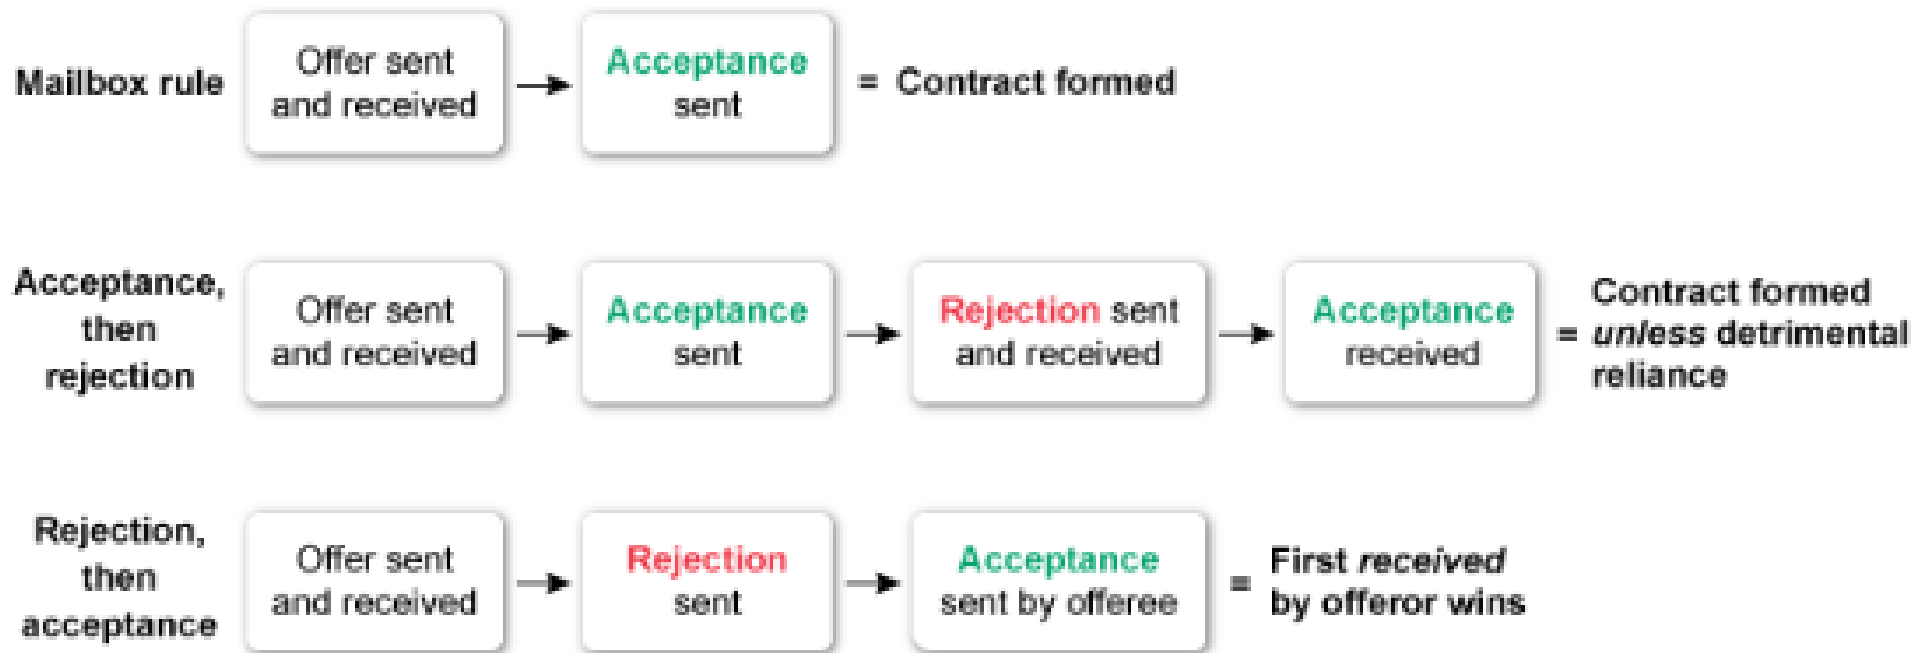 Mailbox rule
Offer sent
and received
Acceptance
sent
= Contract formed
Acceptance,
then
rejection
Offer sent
and received
Acceptance
sent
Rejection sent
and received
Acceptance
received
Contract formed
= unless detrimental
reliance
Rejection,
then
acceptance
Offer sent
and received
Rejection
sent
Acceptance
sent by offeree
= First received
by offeror wins